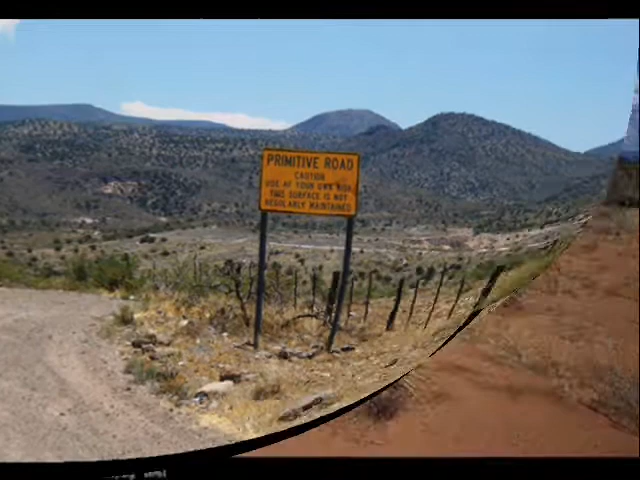 PRIMITIVE ROAD
CAUTION
USE AT YOUR OWN RISK
THIS SURFACE IS NOT
REGULARLY MAINTAINED